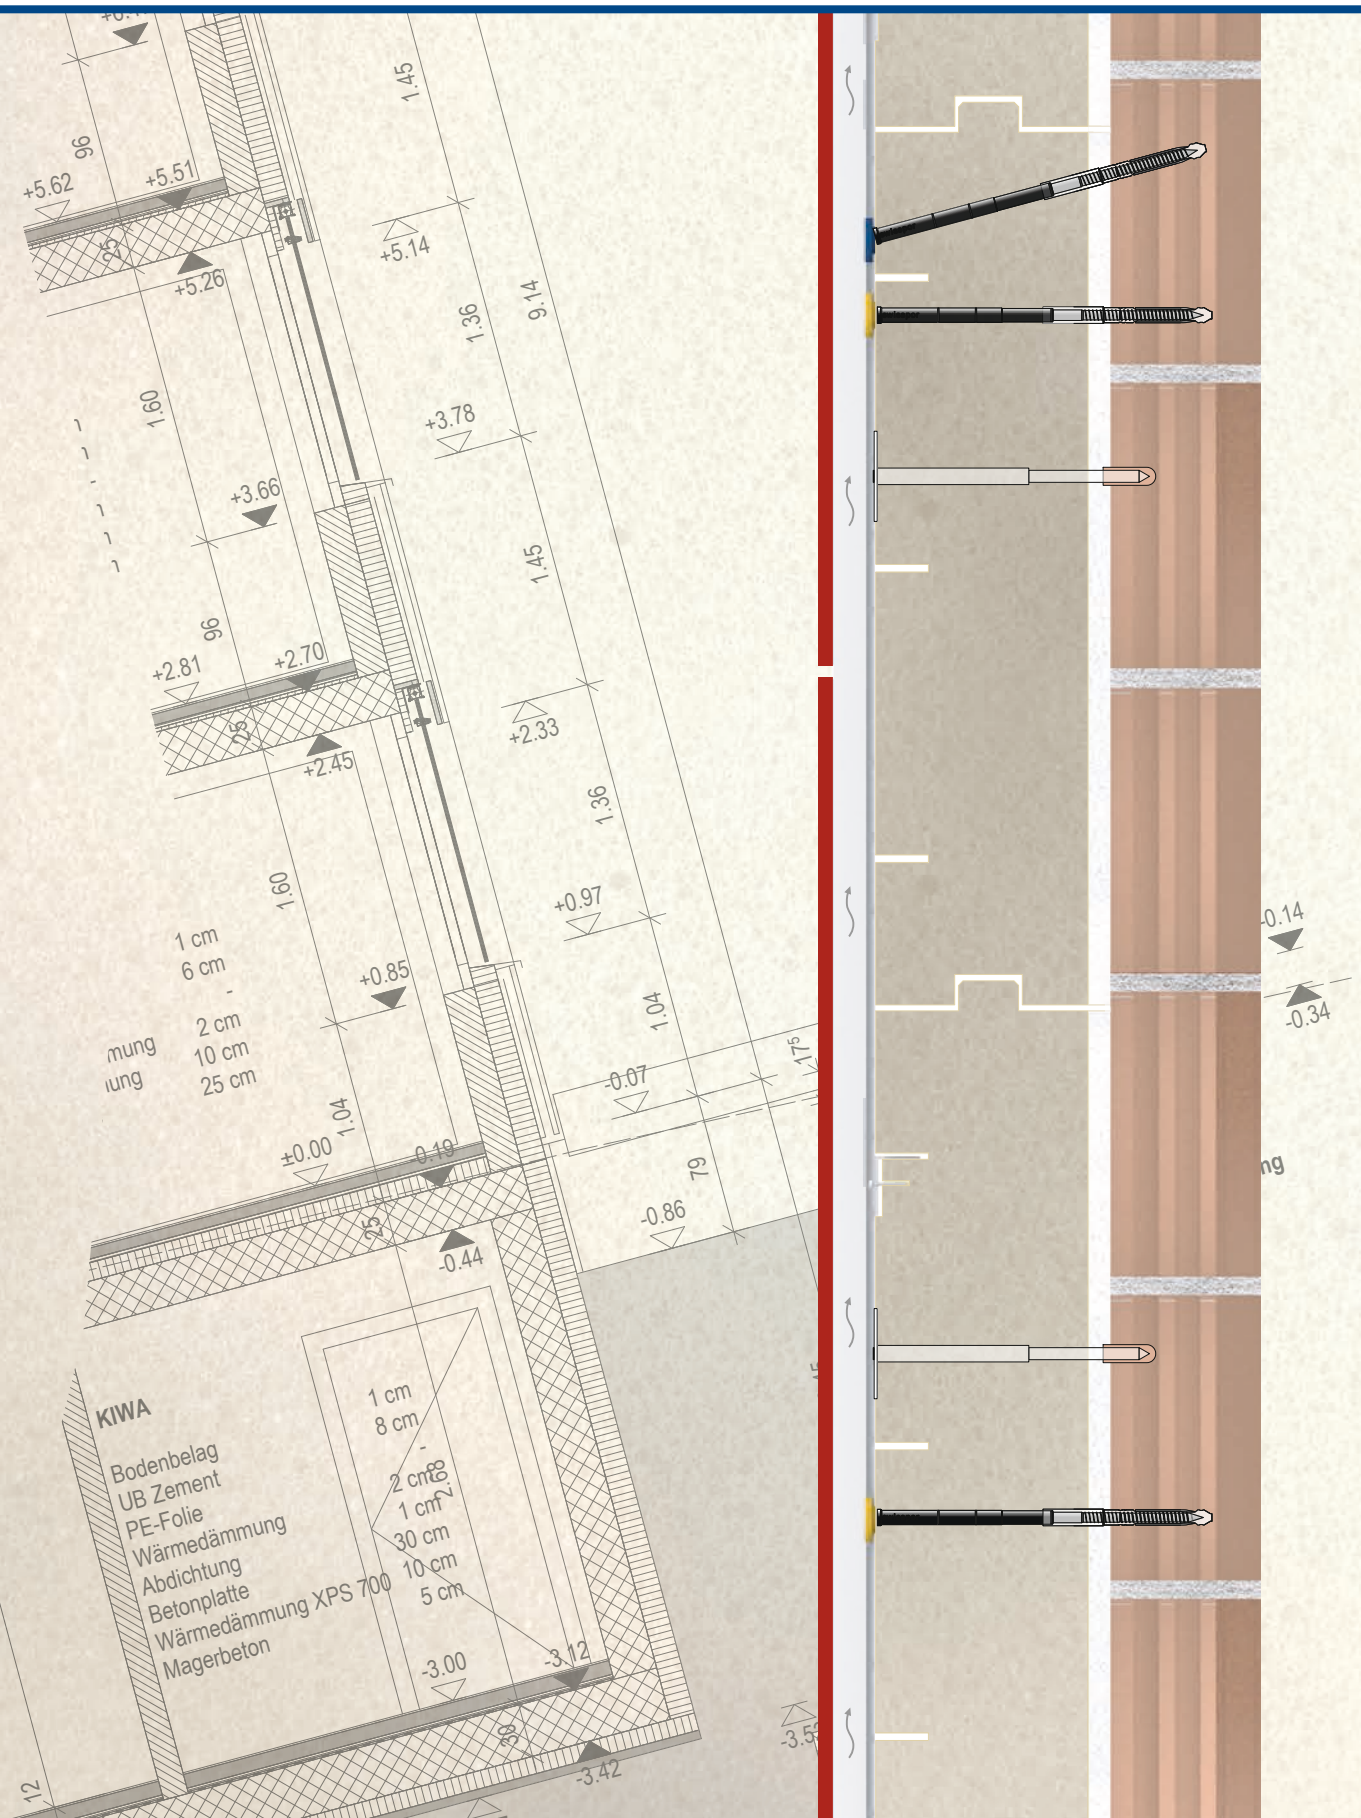 1.45
96
+5.62
+5.51
25
+5.26
+5.14
1.36
9.14
1.60
+3.78
+3.66
1.45
96
+2.81
+2.70
25
+2.45
+2.33
1.36
1.60
+0.97
1 cm
6 cm
-
2 cm
10 cm
25 cm
+0.85
1.04
-0.14
-0.34
17⁵
-0.07
1.04
±0.00
-0.19
79
25
-0.44
-0.86
KIWA
Bodenbelag
UB Zement
PE-Folie
Wärmedämmung
Abdichtung
Betonplatte
Wärmedämmung XPS 700
Magerbeton
1 cm
8 cm
-
2 cm
1 cm
30 cm
10 cm
5 cm
2.68
-3.00
-3.12
30
-3.42
12